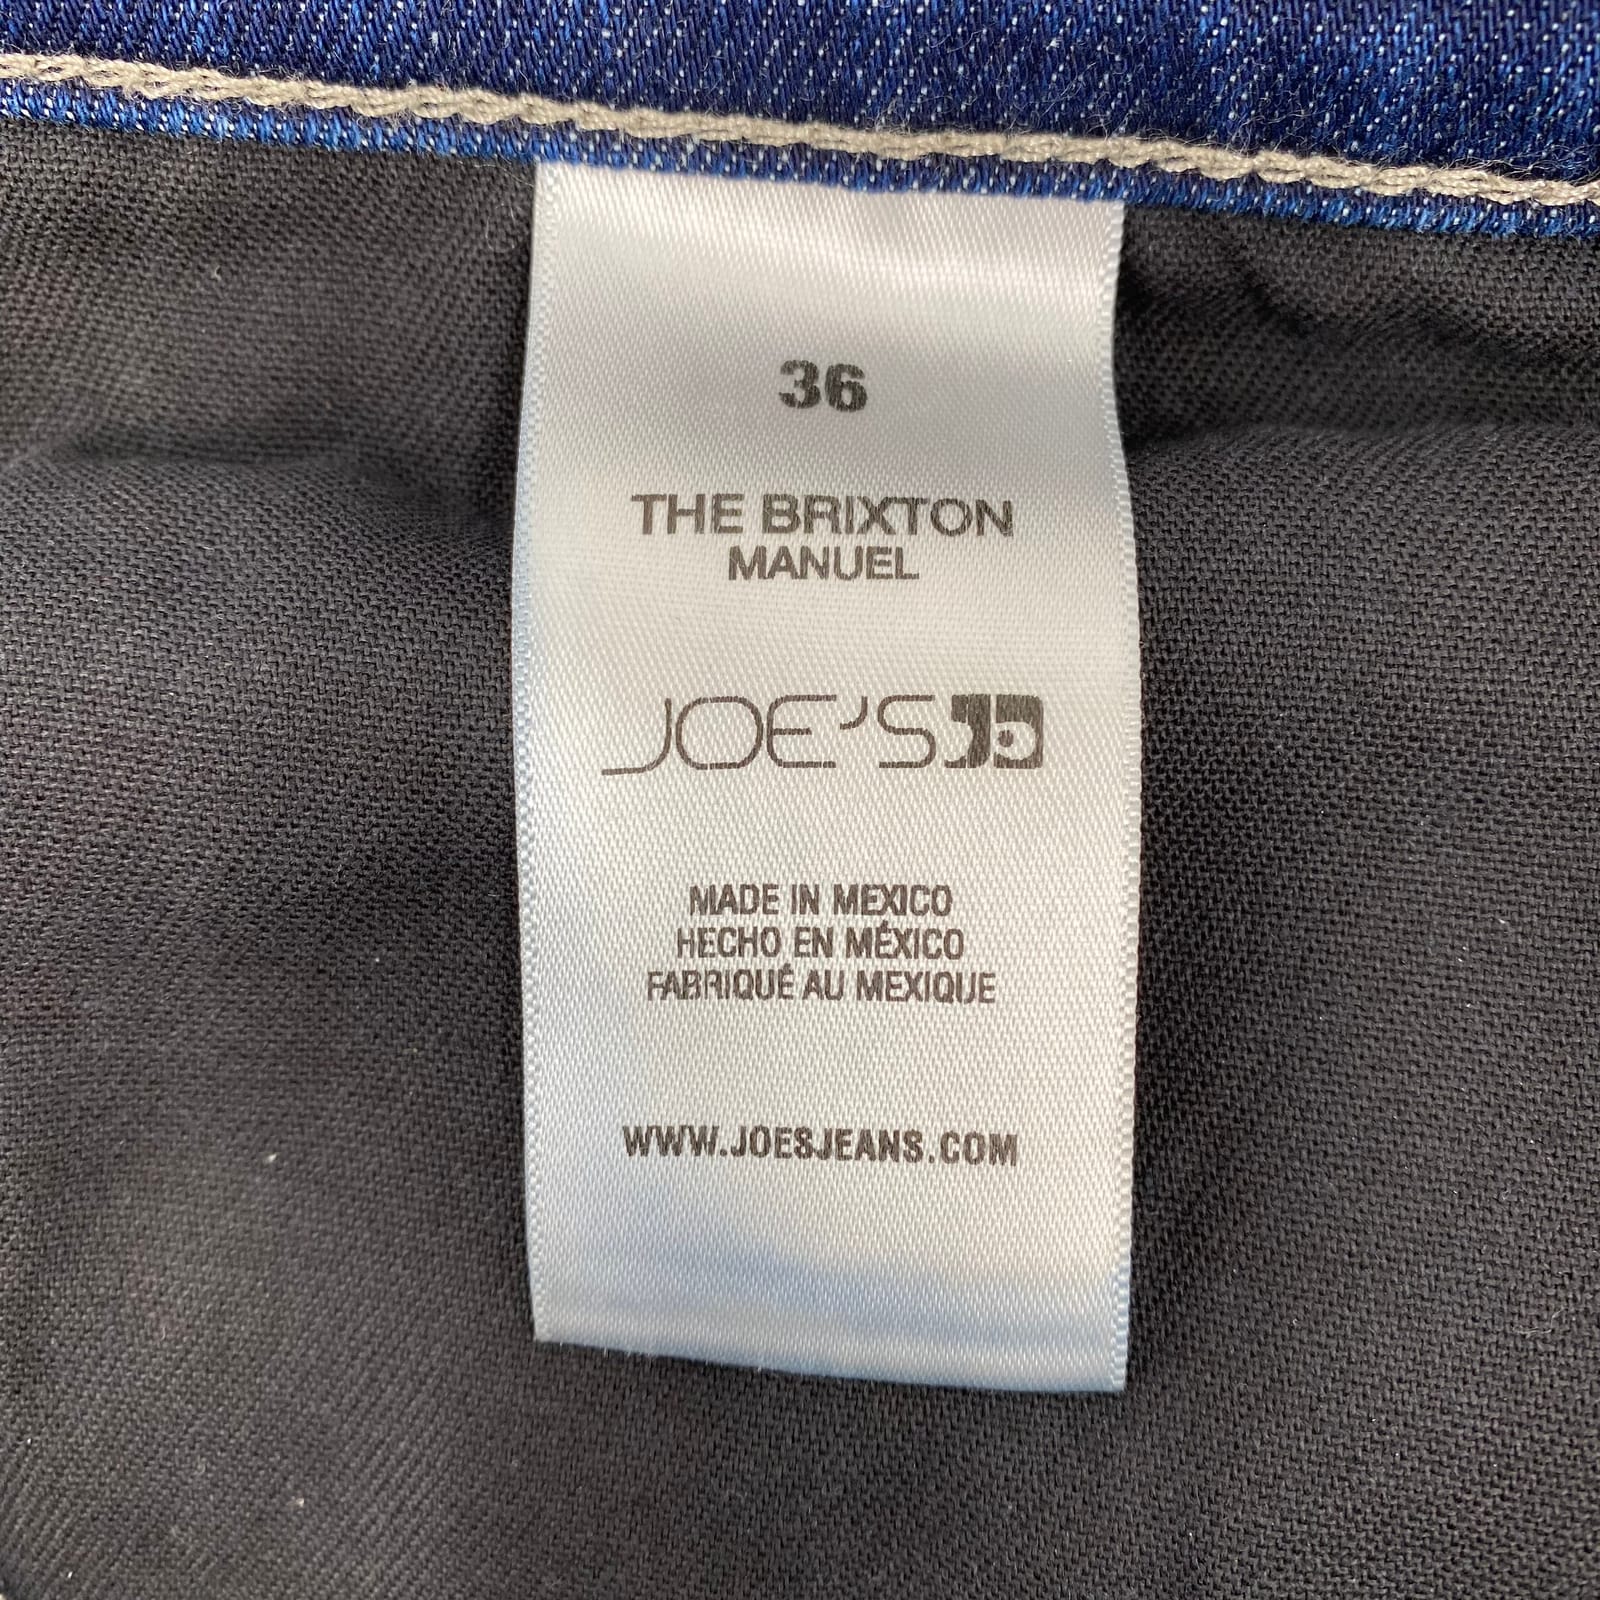 36
THE BRIXTON
MANUEL
JOE'S
MADE IN MEXICO
HECHO EN MÉXICO
FABRIQUÉ AU MEXIQUE
WWW.JOESJEANS.COM